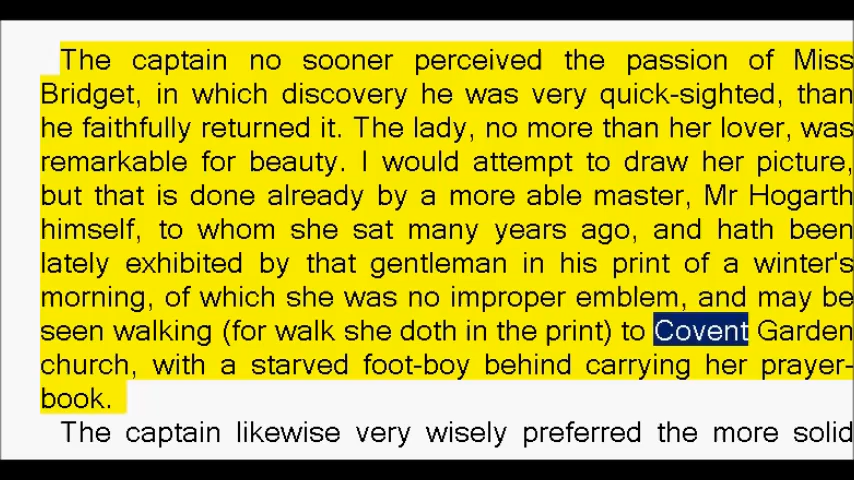 The captain no sooner perceived the passion of Miss
Bridget, in which discovery he was very quick-sighted, than
he faithfully returned it. The lady, no more than her lover, was
remarkable for beauty. I would attempt to draw her picture,
but that is done already by a more able master, Mr Hogarth
himself, to whom she sat many years ago, and hath been
lately exhibited by that gentleman in his print of a winter's
morning, of which she was no improper emblem, and may be
seen walking (for walk she doth in the print) to Covent Garden
church, with a starved foot-boy behind carrying her prayer-
book.
The captain likewise very wisely preferred the more solid